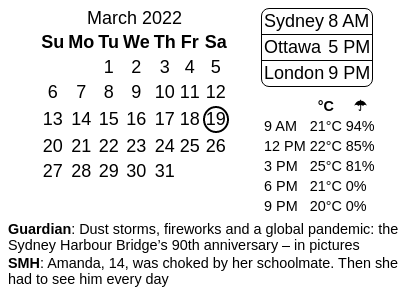 March 2022
Su Mo Tu We Th Fr Sa
1 2 3 4 5
6 7 8 9 10 11 12
13 14 15 16 17 18 19
20 21 22 23 24 25 26
27 28 29 30 31
Sydney 8 AM
Ottawa 5 PM
London 9 PM
°C ☂
9 AM 21°C 94%
12 PM 22°C 85%
3 PM 25°C 81%
6 PM 21°C 0%
9 PM 20°C 0%
Guardian: Dust storms, fireworks and a global pandemic: the
Sydney Harbour Bridge’s 90th anniversary – in pictures
SMH: Amanda, 14, was choked by her schoolmate. Then she
had to see him every day